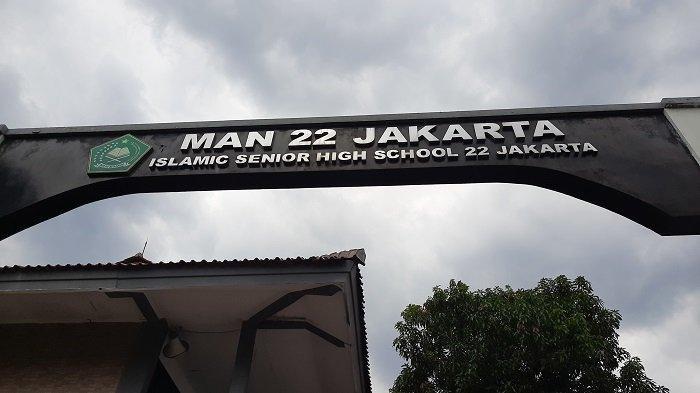 MAN 22 JAKARTA
ISLAMIC SENIOR HIGH SCHOOL 22 JAKARTA